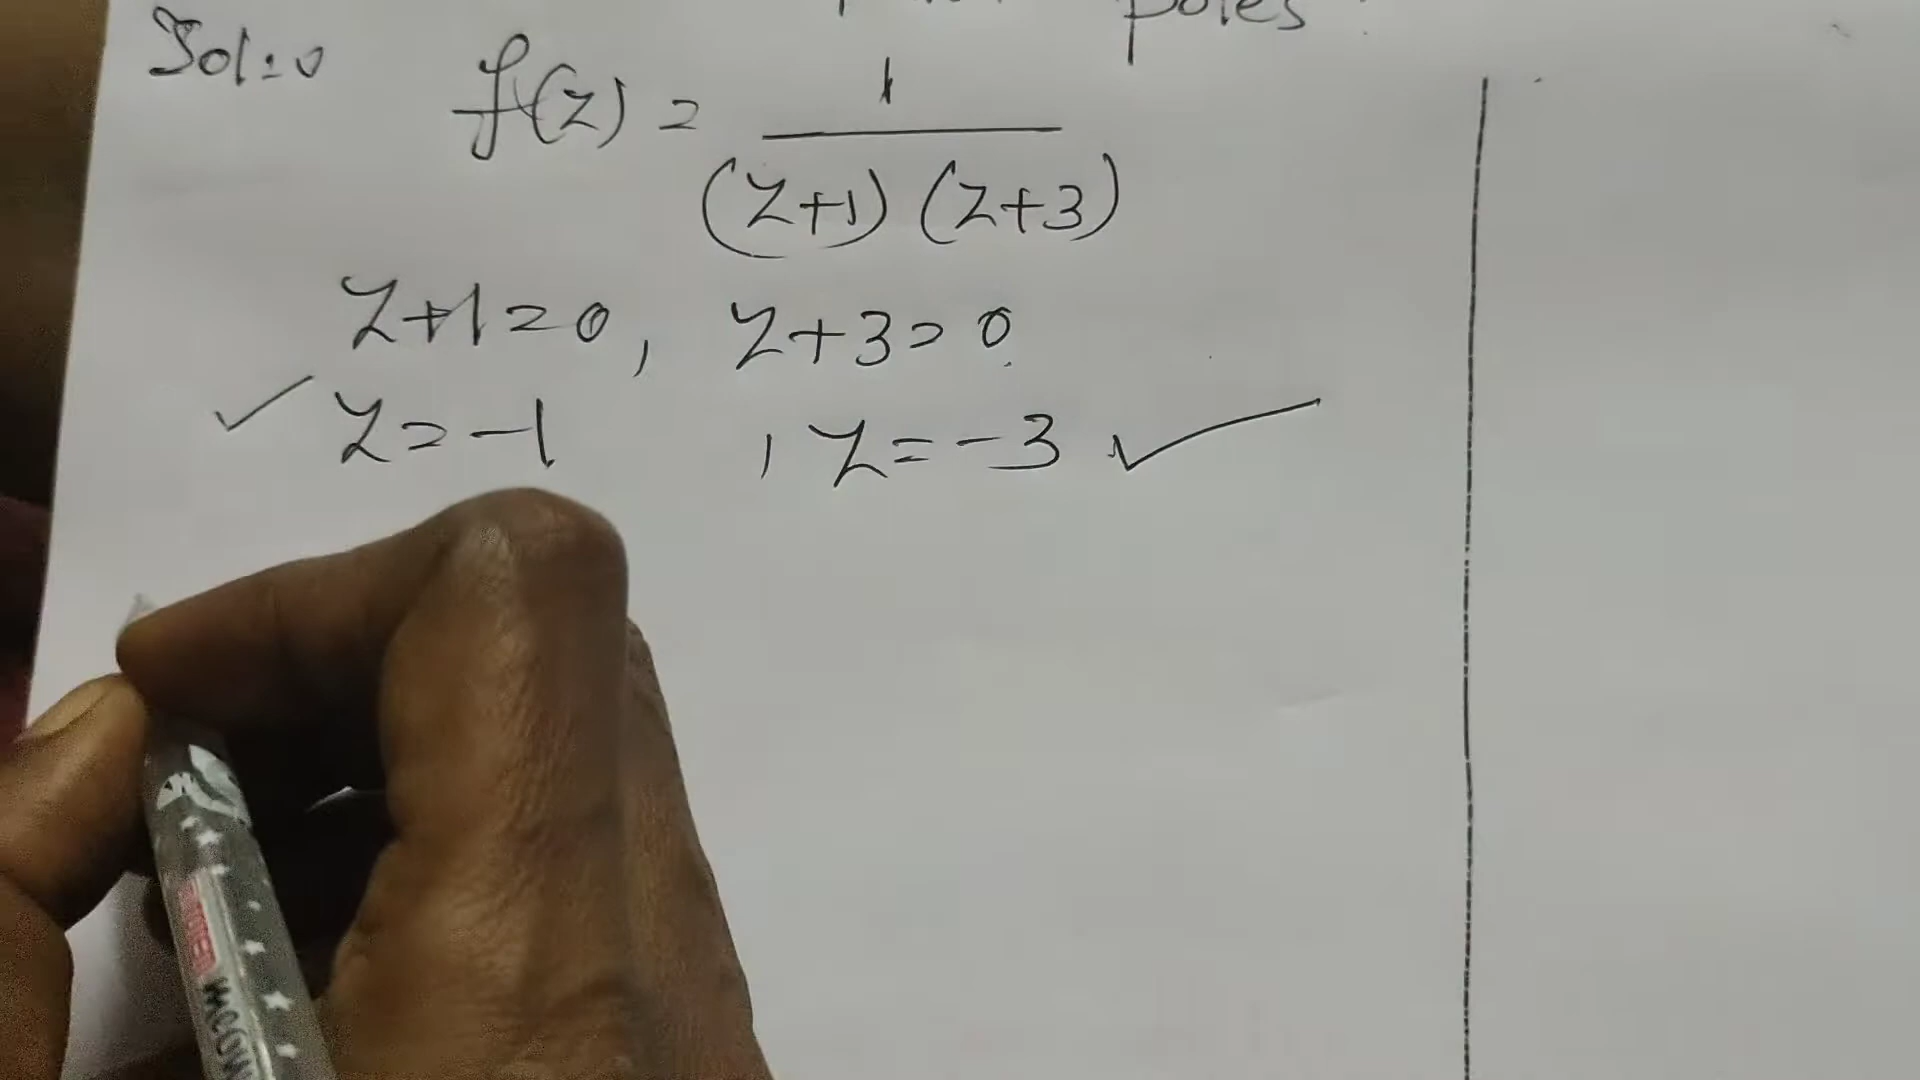 poles
Sol:
f(z) = 1 / (z+1) (z+3)
z+1=0, z+3=0
✓ z=-1 , z=-3 ✓